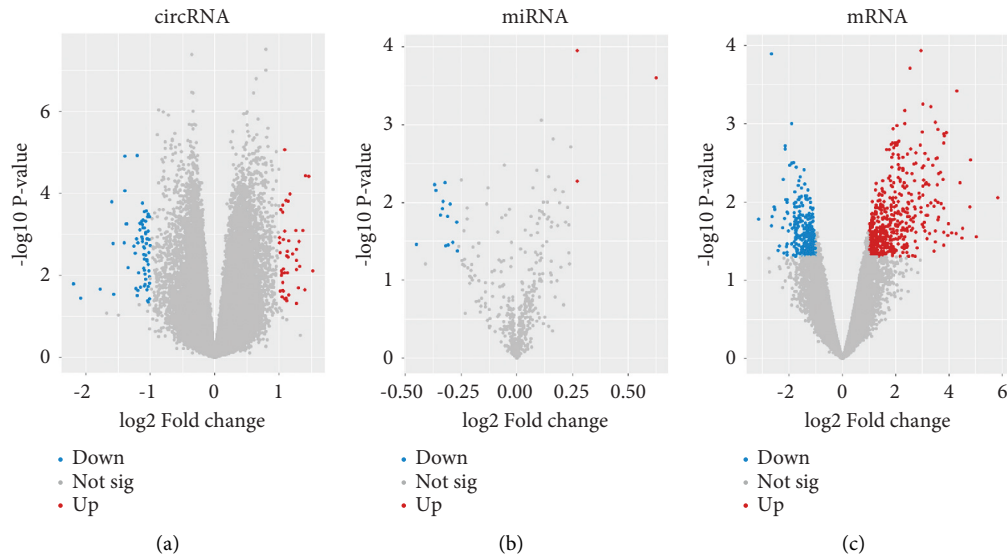 circRNA
-log10 P-value
6
4
2
0
-2
-1
0
1
log2 Fold change
Down
Not sig
Up
(a)
miRNA
-log10 P-value
4
3
2
1
0
-0.50
-0.25
0.00
0.25
0.50
log2 Fold change
Down
Not sig
Up
(b)
mRNA
-log10 P-value
4
3
2
1
0
-2
0
2
4
6
log2 Fold change
Down
Not sig
Up
(c)